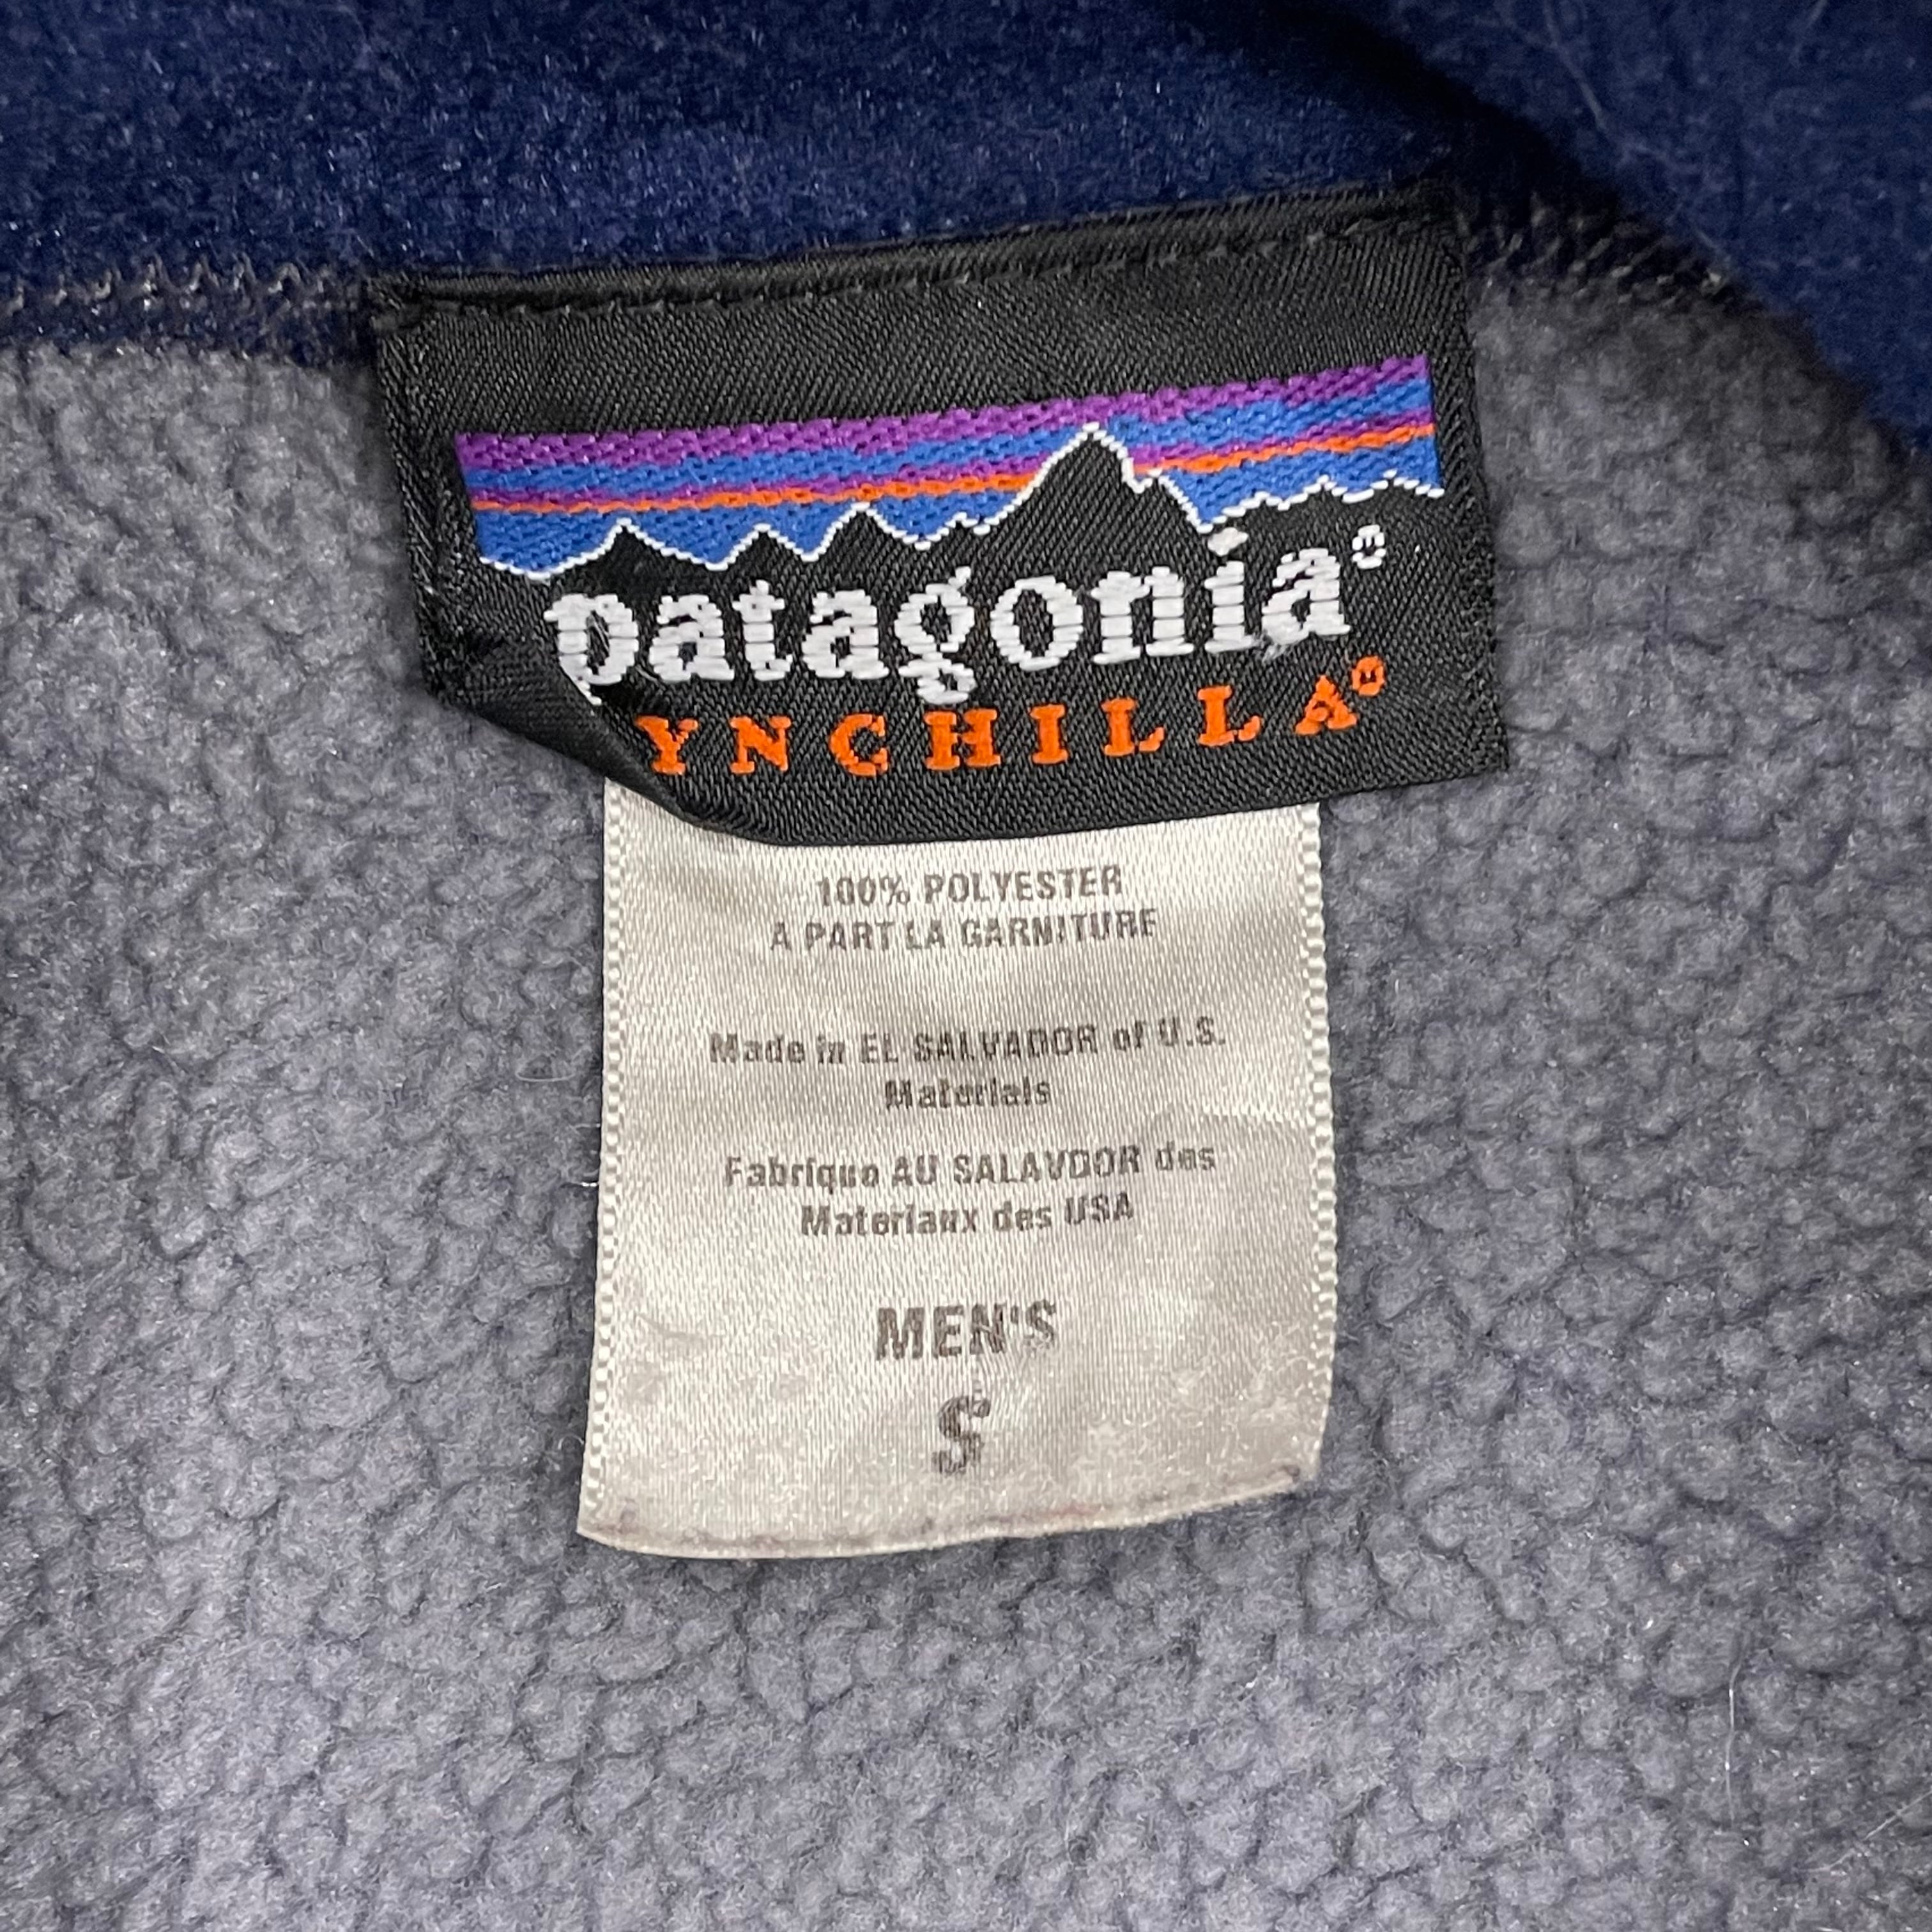 patagonia®
YNCHILLA®
100% POLYESTER
A PART LA GARNITURE
Made in EL SALVADOR of U.S.
Materials
Fabrique AU SALAVDOR des
Materiaux des USA
MEN'S
S